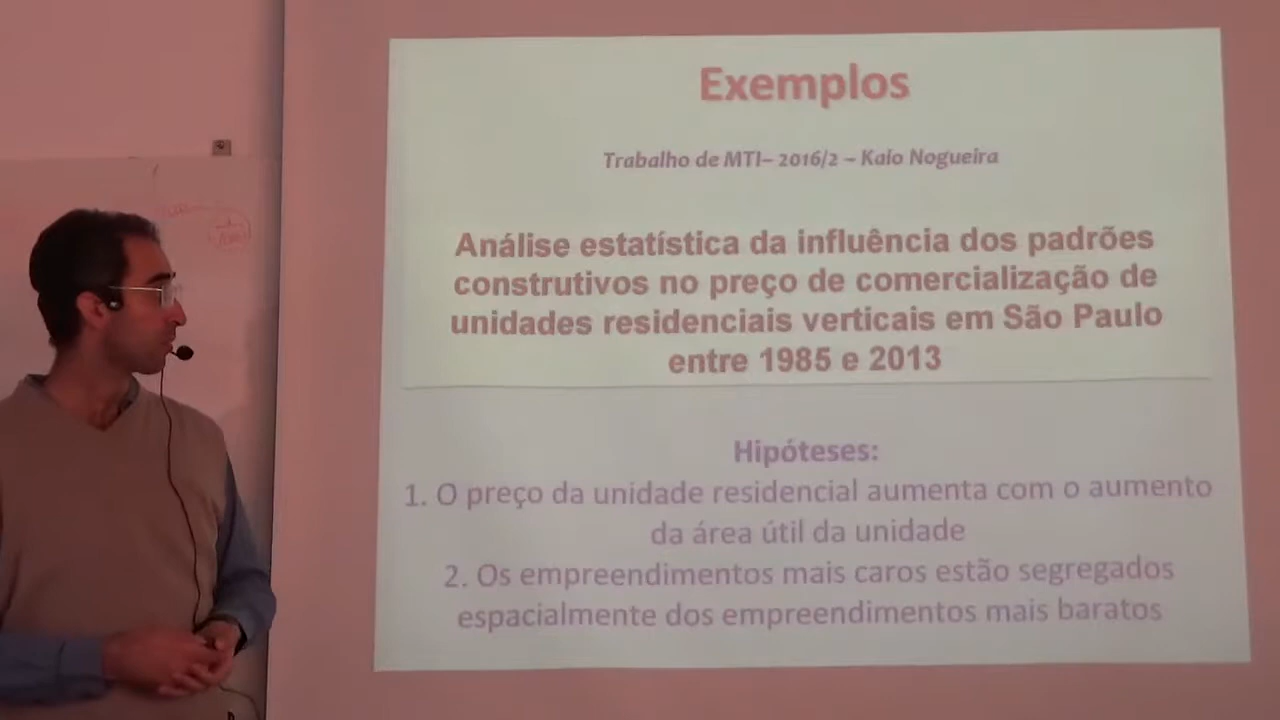 Exemplos
Trabalho de MTI– 2016/2 – Kaio Nogueira
Análise estatística da influência dos padrões
construtivos no preço de comercialização de
unidades residenciais verticais em São Paulo
entre 1985 e 2013
Hipóteses:
1. O preço da unidade residencial aumenta com o aumento
da área útil da unidade
2. Os empreendimentos mais caros estão segregados
espacialmente dos empreendimentos mais baratos